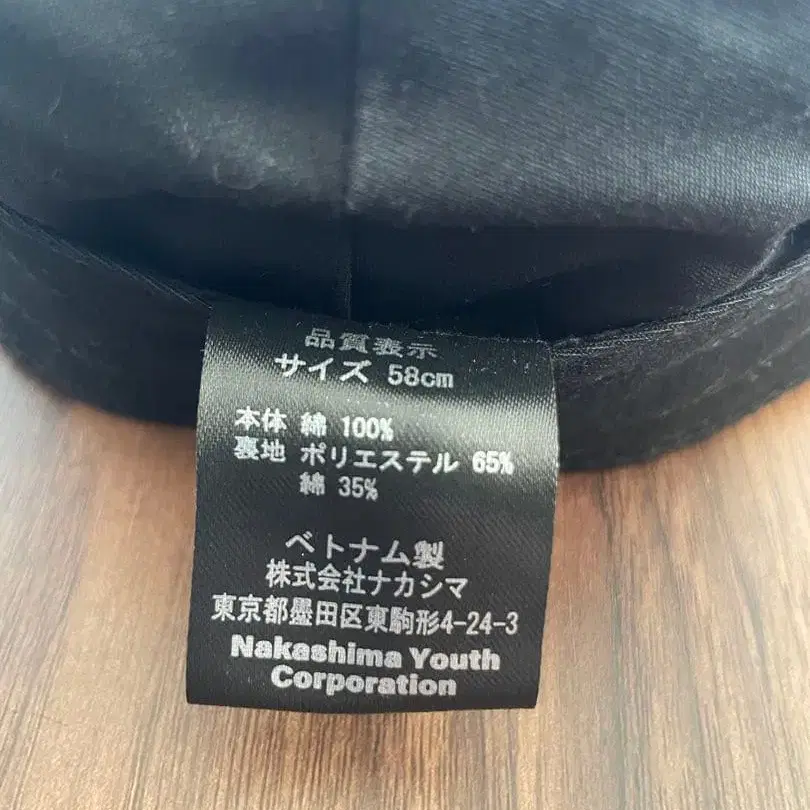 品質表示
サイズ 58cm
本体 綿 100%
裏地 ポリエステル 65%
綿 35%
ベトナム製
株式会社ナカシマ
東京都墨田区東駒形4-24-3
Nakashima Youth
Corporation